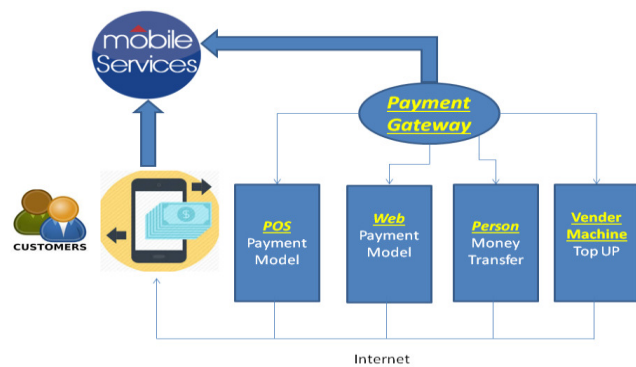 mobile
Services
Payment
Gateway
CUSTOMERS
POS
Payment
Model
Web
Payment
Model
Person
Money
Transfer
Vender
Machine
Top UP
Internet